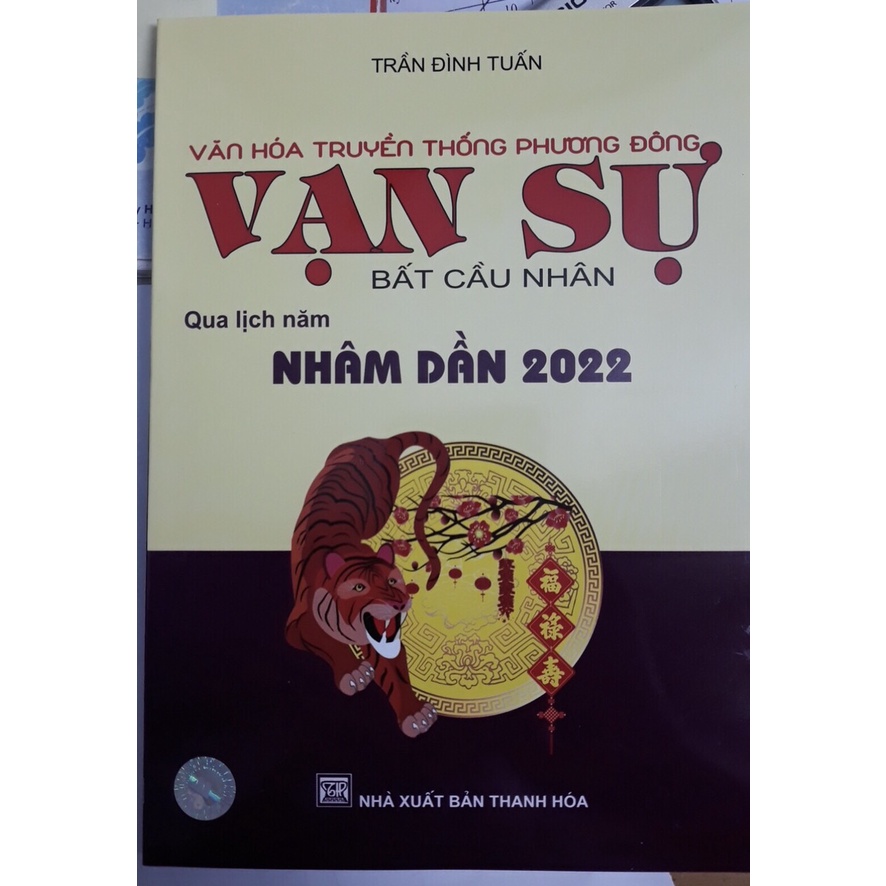 TRẦN ĐÌNH TUẤN
VĂN HÓA TRUYỀN THỐNG PHƯƠNG ĐÔNG
VẠN SỰ
BẤT CẦU NHÂN
Qua lịch năm
NHÂM DẦN 2022
福
祿
壽
NHÀ XUẤT BẢN THANH HÓA